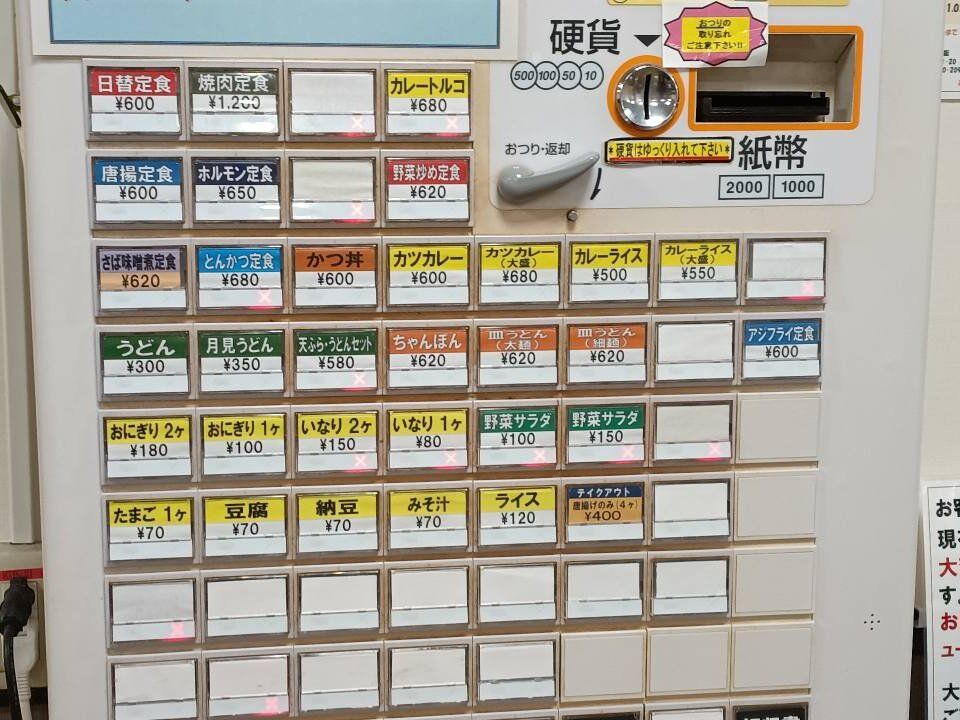 硬貨
500 100 50 10
おつりの
取り忘れ
ご注意下さい!!
おつり・返却
*硬貨はゆっくり入れて下さい*
紙幣
2000 1000
日替定食
¥600
焼肉定食
¥1,200
カレートルコ
¥680
唐揚定食
¥600
ホルモン定食
¥650
野菜炒め定食
¥620
さば味噌煮定食
¥620
とんかつ定食
¥680
かつ丼
¥600
カツカレー
¥600
カツカレー
(大盛)
¥680
カレーライス
¥500
カレーライス
(大盛)
¥550
うどん
¥300
月見うどん
¥350
天ぷら・うどんセット
¥580
ちゃんぽん
¥620
皿うどん
(太麺)
¥620
皿うどん
(細麺)
¥620
アジフライ定食
¥600
おにぎり 2ヶ
¥180
おにぎり 1ヶ
¥100
いなり 2ヶ
¥150
いなり 1ヶ
¥80
野菜サラダ
¥100
野菜サラダ
¥150
たまご 1ヶ
¥70
豆腐
¥70
納豆
¥70
みそ汁
¥70
ライス
¥120
テイクアウト
唐揚げのみ(4ヶ)
¥400
お客
現在
大
す。
お
ュー
大